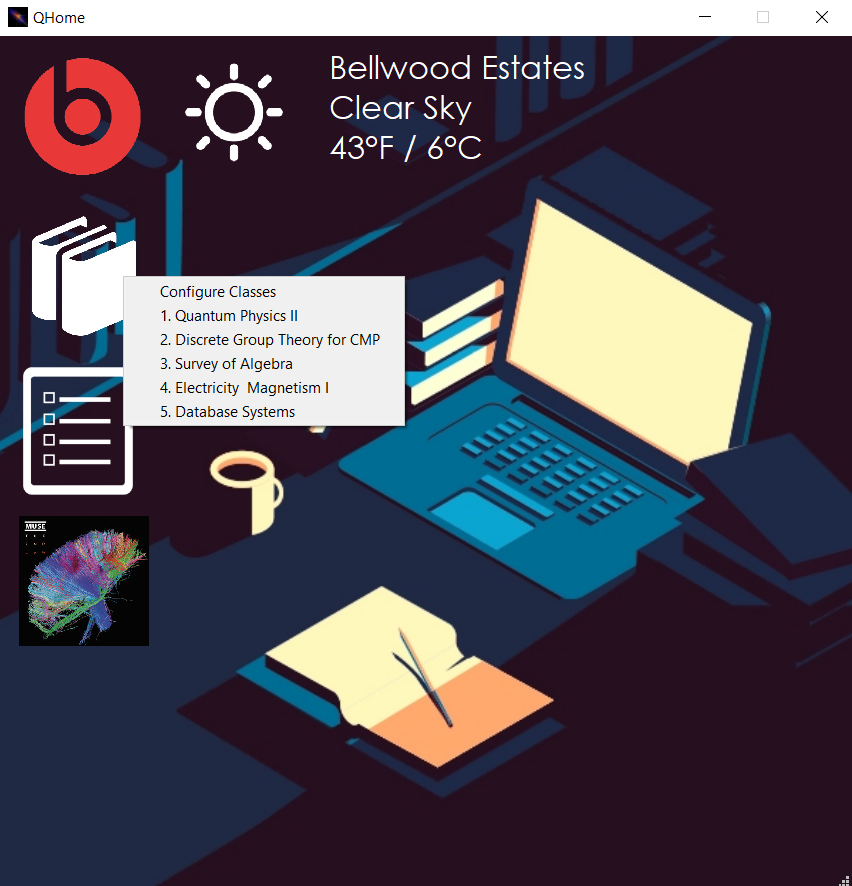 QHome
Bellwood Estates
Clear Sky
43°F / 6°C
Configure Classes
1. Quantum Physics II
2. Discrete Group Theory for CMP
3. Survey of Algebra
4. Electricity  Magnetism I
5. Database Systems
MUSE